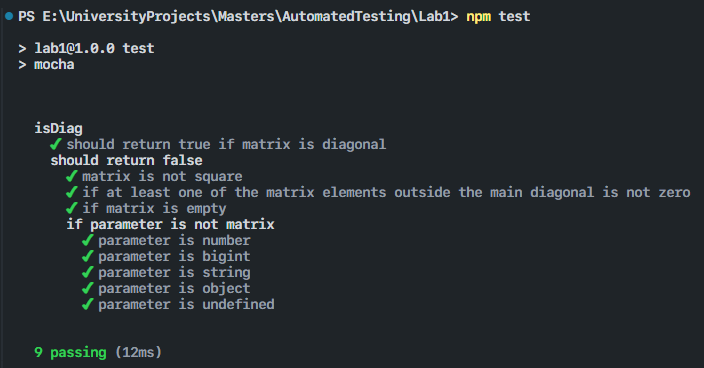 PS E:\UniversityProjects\Masters\AutomatedTesting\Lab1> npm test
> lab1@1.0.0 test
> mocha
isDiag
✔ should return true if matrix is diagonal
should return false
✔ matrix is not square
✔ if at least one of the matrix elements outside the main diagonal is not zero
✔ if matrix is empty
if parameter is not matrix
✔ parameter is number
✔ parameter is bigint
✔ parameter is string
✔ parameter is object
✔ parameter is undefined
9 passing (12ms)